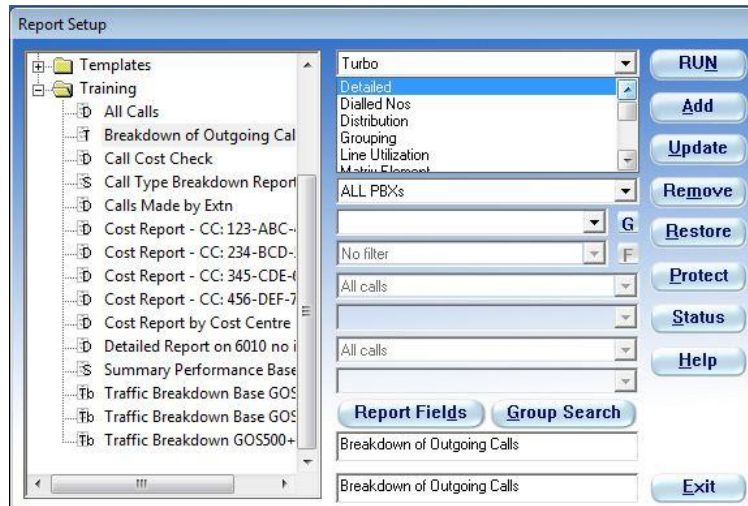 Report Setup
Templates
Training
D All Calls
T Breakdown of Outgoing Cal
D Call Cost Check
S Call Type Breakdown Report
D Calls Made by Extn
D Cost Report - CC: 123-ABC-
D Cost Report - CC: 234-BCD-
D Cost Report - CC: 345-CDE-
D Cost Report - CC: 456-DEF-7
D Cost Report by Cost Centre
D Detailed Report on 6010 no i
S Summary Performance Base
Tb Traffic Breakdown Base GOS
Tb Traffic Breakdown Base GOS
Tb Traffic Breakdown GOS500+
Turbo
Detailed
Dialled Nos
Distribution
Grouping
Line Utilization
Matrix Element
ALL PBXs
G
No filter
F
All calls
All calls
Report Fields
Group Search
Breakdown of Outgoing Calls
Breakdown of Outgoing Calls
RUN
Add
Update
Remove
Restore
Protect
Status
Help
Exit